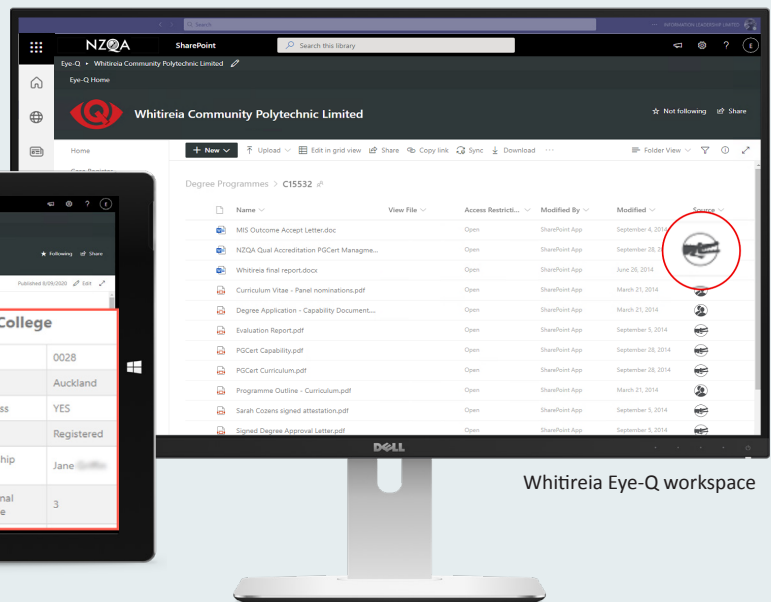 Search
INFORMATION LEADERSHIP LIMITED
NZQA SharePoint Search this library ? E
Eye-Q Whitireia Community Polytechnic Limited
Eye-Q Home
Whitireia Community Polytechnic Limited Not following Share
Home + New Upload Edit in grid view Share Copy link Sync Download ··· Folder View
Degree Programmes > C15532
Name View File Access Restricti... Modified By Modified Source
MIS Outcome Accept Letter.doc Open SharePoint App September 4, 2014
NZQA Qual Accreditation PGCert Managme... Open SharePoint App September 28, 2014
Whitireia final report.docx Open SharePoint App June 26, 2014
Curriculum Vitae - Panel nominations.pdf Open SharePoint App March 21, 2014
Degree Application - Capability Document.... Open SharePoint App March 21, 2014
Evaluation Report.pdf Open SharePoint App September 5, 2014
PGCert Capability.pdf Open SharePoint App September 28, 2014
PGCert Curriculum.pdf Open SharePoint App September 28, 2014
Programme Outline - Curriculum.pdf Open SharePoint App March 21, 2014
Sarah Cozens signed attestation.pdf Open SharePoint App September 5, 2014
Signed Degree Approval Letter.pdf Open SharePoint App September 5, 2014
DELL
? E
Following Share
Published 8/09/2020 Edit
College
0028
Auckland
ss YES
Registered
hip Jane
nal
e 3
Whitireia Eye-Q workspace